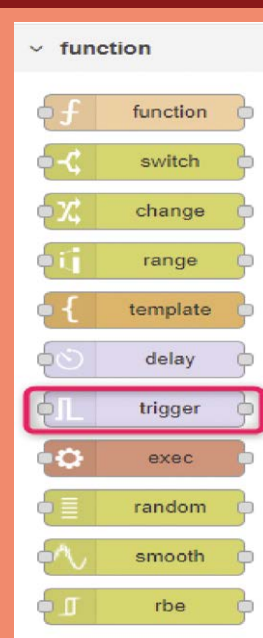 function
function
switch
change
range
template
delay
trigger
exec
random
smooth
rbe